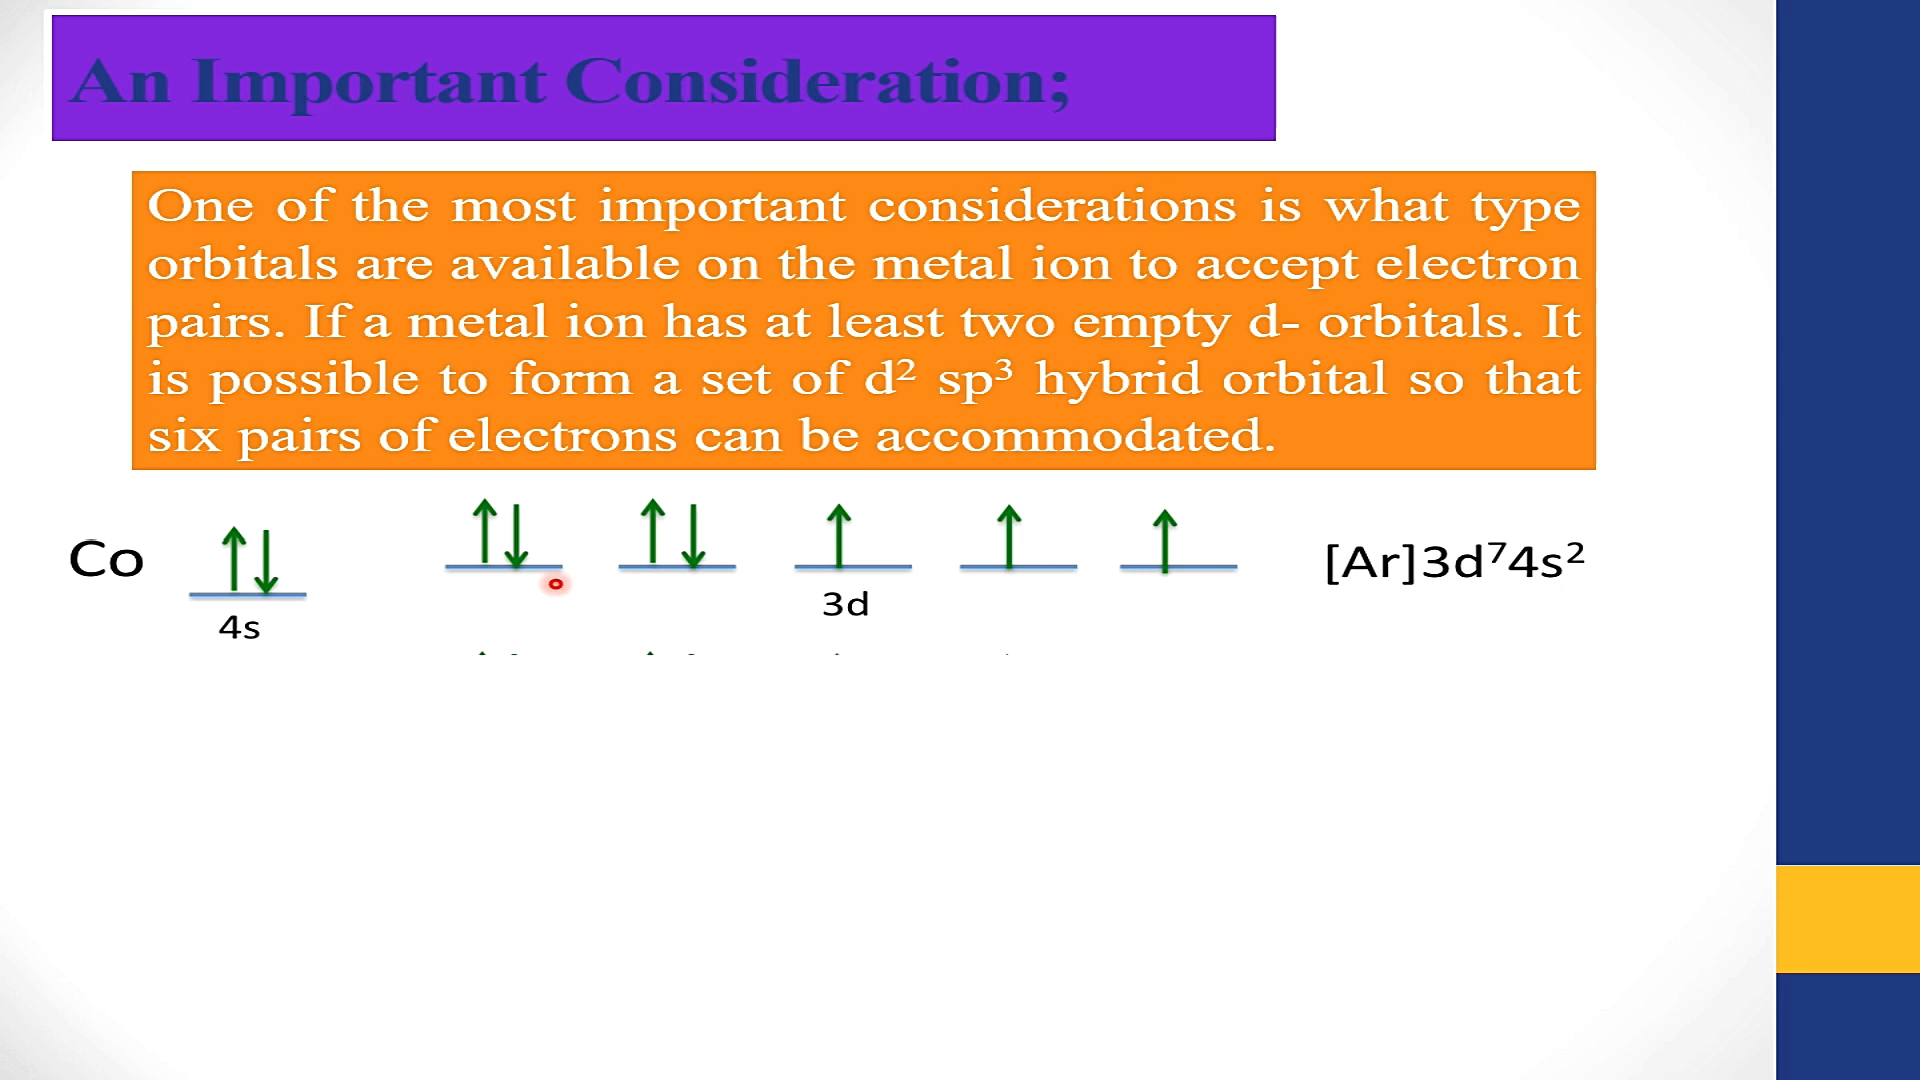 An Important Consideration;
One of the most important considerations is what type
orbitals are available on the metal ion to accept electron
pairs. If a metal ion has at least two empty d- orbitals. It
is possible to form a set of d² sp³ hybrid orbital so that
six pairs of electrons can be accommodated.
Co [Ar]3d⁷4s²
3d
4s